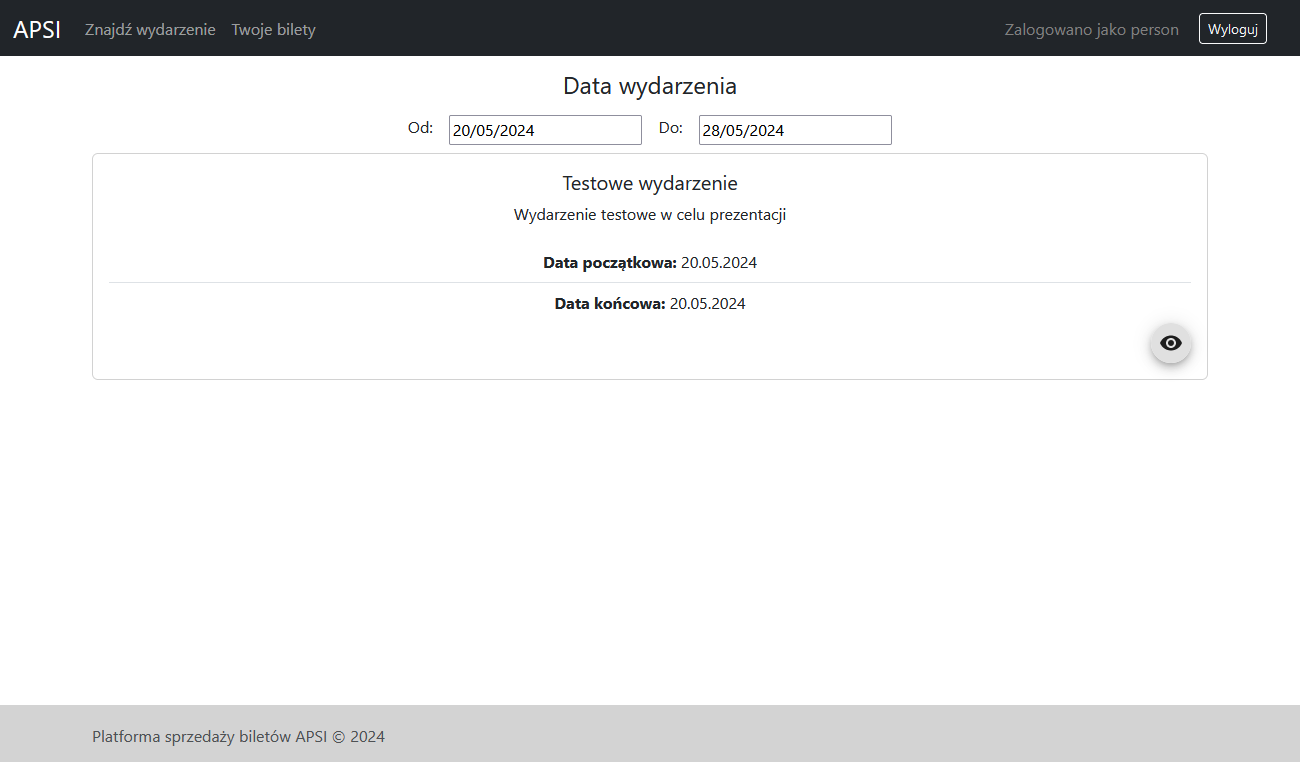 APSI Znajdź wydarzenie Twoje bilety Zalogowano jako person Wyloguj
Data wydarzenia
Od: 20/05/2024 Do: 28/05/2024
Testowe wydarzenie
Wydarzenie testowe w celu prezentacji
Data początkowa: 20.05.2024
Data końcowa: 20.05.2024
Platforma sprzedaży biletów APSI © 2024